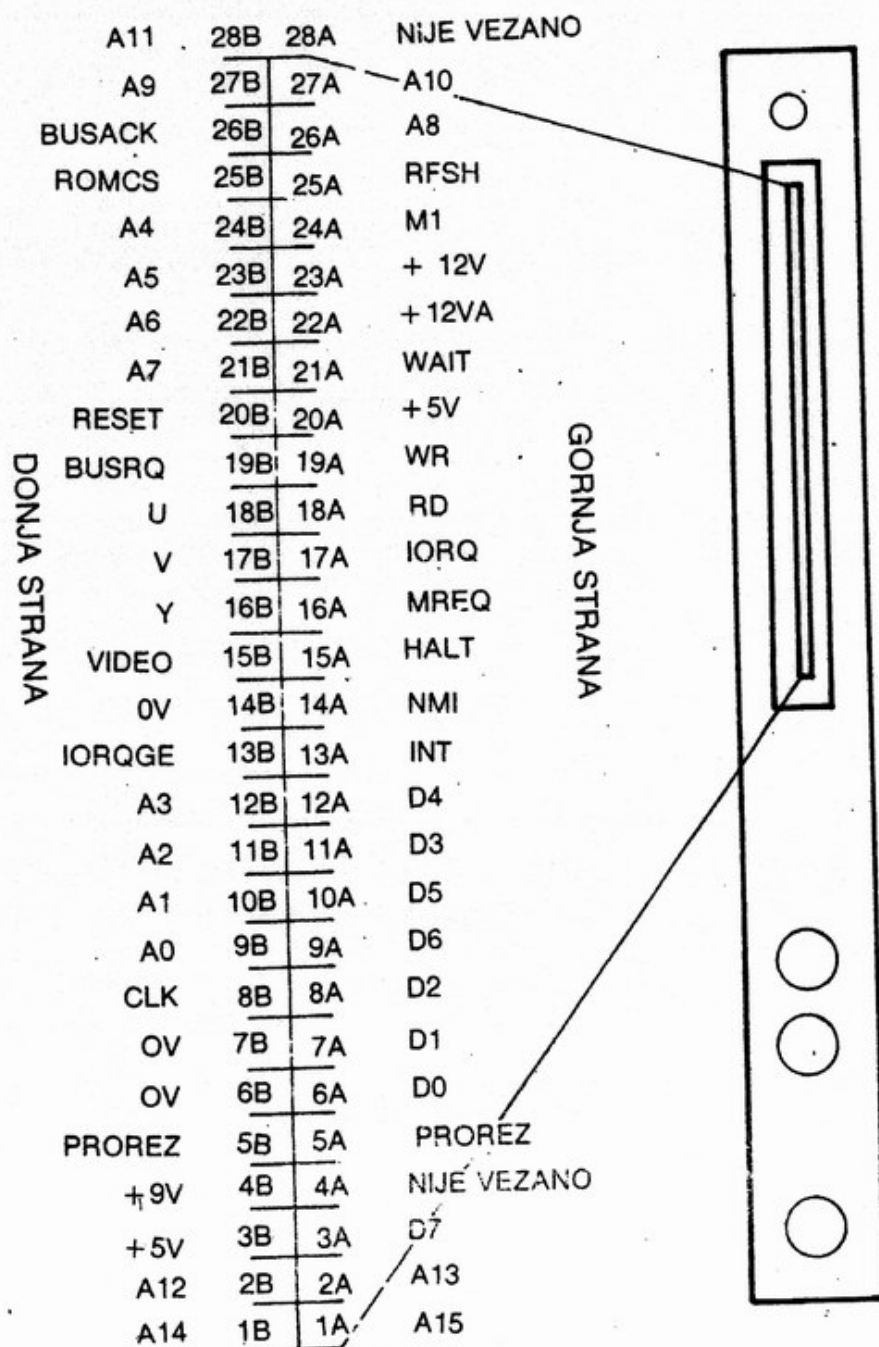 A11 28B 28A NiJE VEZANO
A9 27B 27A A10
BUSACK 26B 26A A8
ROMCS 25B 25A RFSH
A4 24B 24A M1
A5 23B 23A + 12V
A6 22B 22A +12VA
A7 21B 21A WAIT
RESET 20B 20A +5V
BUSRQ 19B 19A WR
U 18B 18A RD
V 17B 17A IORQ
Y 16B 16A MREQ
VIDEO 15B 15A HALT
0V 14B 14A NMI
IORQGE 13B 13A INT
A3 12B 12A D4
A2 11B 11A D3
A1 10B 10A D5
A0 9B 9A D6
CLK 8B 8A D2
OV 7B 7A D1
OV 6B 6A D0
PROREZ 5B 5A PROREZ
+9V 4B 4A NIJE VEZANO
+5V 3B 3A D7
A12 2B 2A A13
A14 1B 1A A15
DONJA STRANA
GORNJA STRANA